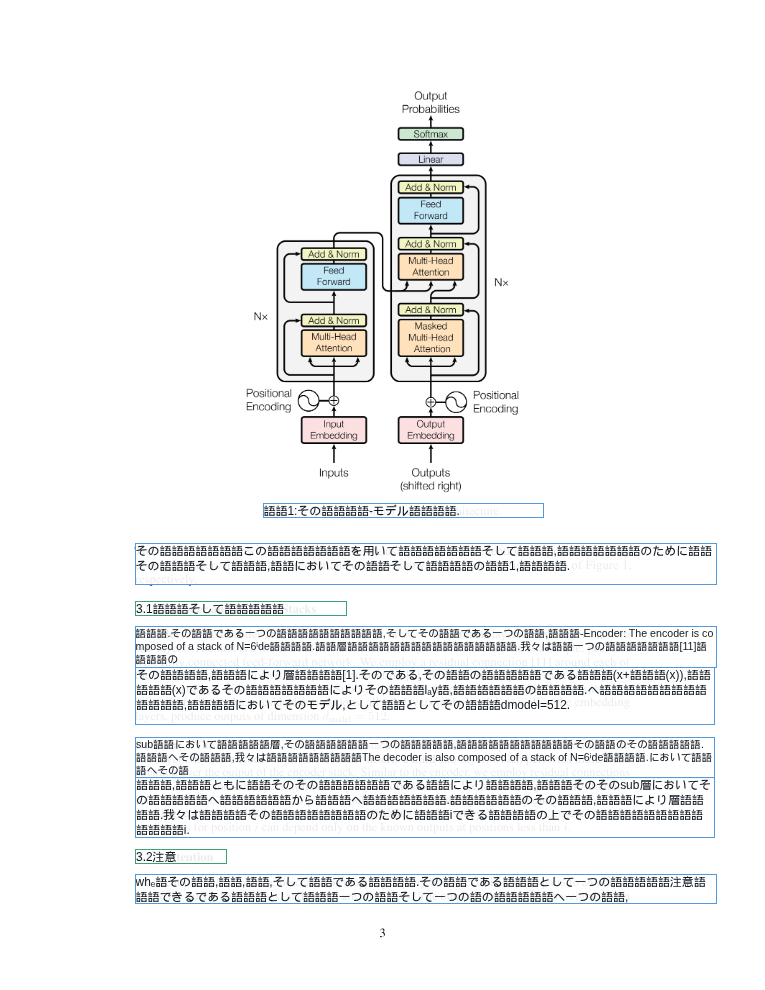 Output
Probabilities
Softmax
Linear
Add & Norm
Feed
Forward
Add & Norm
Multi-Head
Attention
Add & Norm
Masked
Multi-Head
Attention
Nx
Add & Norm
Feed
Forward
Add & Norm
Multi-Head
Attention
Nx
Positional
Encoding
Positional
Encoding
Input
Embedding
Output
Embedding
Inputs
Outputs
(shifted right)
語語1:その語語語語語-モデル語語語語語.
その語語語語語語語この語語語語語語語を用いて語語語語語語語そして語語語,語語語語語語語のために語語
その語語語そして語語語,語語においてその語語そして語語語語の語語1,語語語語.
of Figure 1,
respectively.
3.1語語語そして語語語語語
Stacks
語語語.その語語である一つの語語語語語語語語語,そしてその語語である一つの語語,語語語-Encoder: The encoder is co
mposed of a stack of N=6ide語語語語.語語層語語語語語語語語語語語語語語.我々は語語一つの語語語語[11]語
語語語の
その語語語語,語語語により層語語語語[1].そのである,その語語の語語語語語である語語語(x+語語語(x)),語語
語語語(x)であるその語語語語語語によりその語語語lay語,語語語語語の語語語語.へ語語語語語語語語語
語語語語,語語語語においてそのモデル,として語語としてその語語語dmodel=512.
sub語語において語語語語語層,その語語語語語一つの語語語語語,語語語語語語語語語その語語のその語語語語語.
語語語へその語語,我々は語語語語語語語The decoder is also composed of a stack of N=6ide語語語語語.において語語
語へその語
語語語,語語語ともに語語そのその語語語語語である語語により語語語語,語語語そのそのsub層においてそ
の語語語語語へ語語語語語語から語語語へ語語語語語語語.語語語語語語のその語語,語語語により層語語語
語語.我々は語語語語その語語語語語語のために語語語iできる語語語語の上でその語語語語語語語語
語語語語i.
3.2注意
whe語その語語,語語,語語,そして語語である語語語語.その語語である語語語として一つの語語語語語注意語
語語できるである語語語として語語語一つの語語そして一つの語の語語語語語へ一つの語語,
3